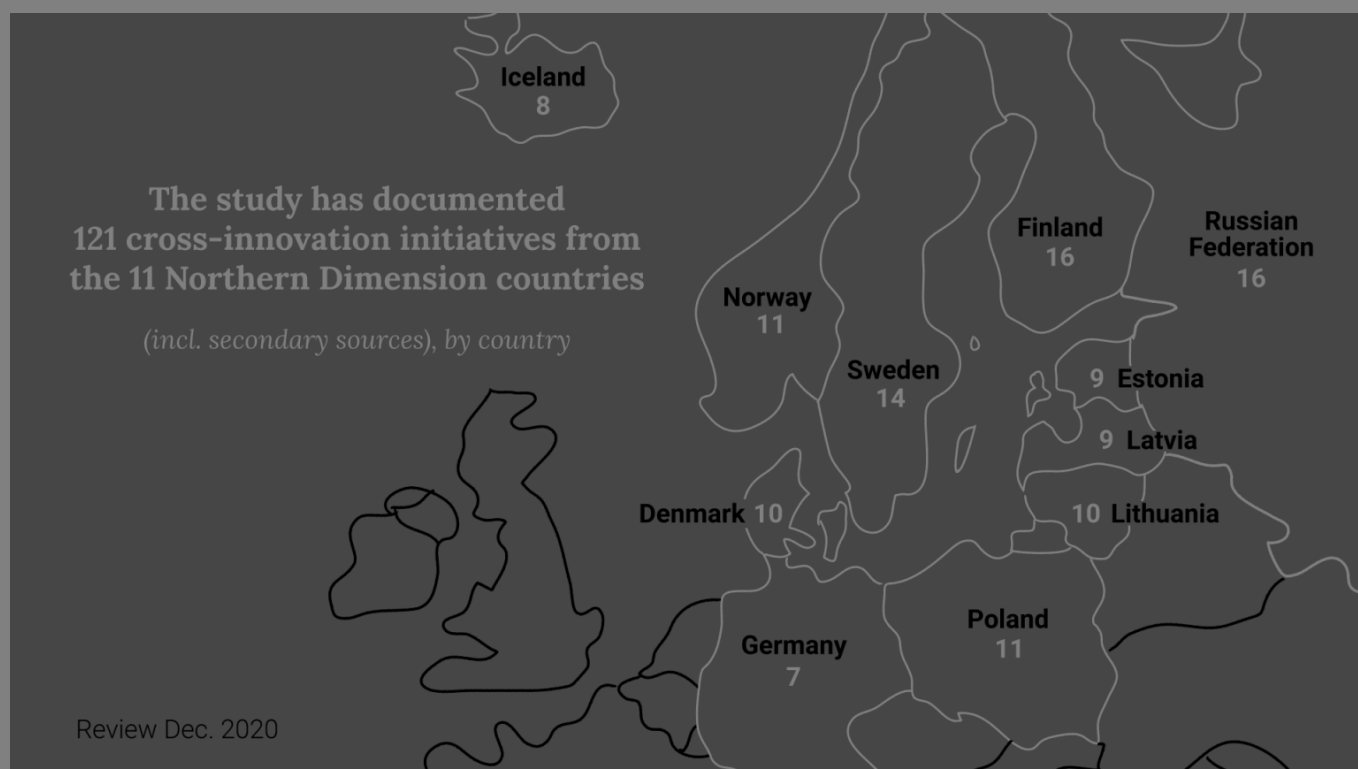 Iceland
8
The study has documented
121 cross-innovation initiatives from
the 11 Northern Dimension countries
(incl. secondary sources), by country
Finland
16
Russian
Federation
16
Norway
11
Sweden
14
9 Estonia
9 Latvia
Denmark 10
10 Lithuania
Poland
11
Germany
7
Review Dec. 2020